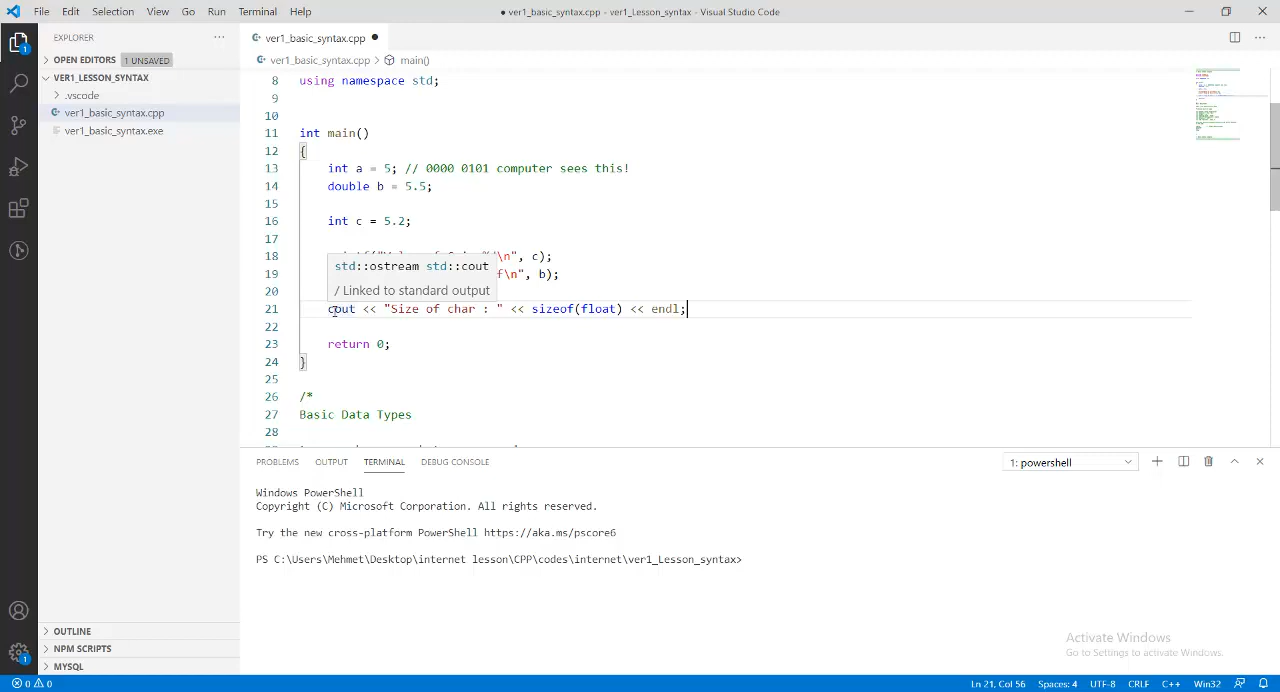 File Edit Selection View Go Run Terminal Help
● ver1_basic_syntax.cpp - ver1_Lesson_syntax - Visual Studio Code
EXPLORER
OPEN EDITORS 1 UNSAVED
VER1_LESSON_SYNTAX
.vscode
ver1_basic_syntax.cpp
ver1_basic_syntax.exe
OUTLINE
NPM SCRIPTS
MYSQL
ver1_basic_syntax.cpp ●
ver1_basic_syntax.cpp > main()
8 using namespace std;
9
10
11 int main()
12 {
13 int a = 5; // 0000 0101 computer sees this!
14 double b = 5.5;
15
16 int c = 5.2;
17
18 \n", c);
19 f\n", b);
std::ostream std::cout
/ Linked to standard output
20
21 cout << "Size of char : " << sizeof(float) << endl;
22
23 return 0;
24 }
25
26 /*
27 Basic Data Types
28
PROBLEMS OUTPUT TERMINAL DEBUG CONSOLE
1: powershell
Windows PowerShell
Copyright (C) Microsoft Corporation. All rights reserved.
Try the new cross-platform PowerShell https://aka.ms/pscore6
PS C:\Users\Mehmet\Desktop\internet lesson\CPP\codes\internet\ver1_Lesson_syntax>
Activate Windows
Go to Settings to activate Windows.
1
1
0 0
Ln 21, Col 56 Spaces: 4 UTF-8 CRLF C++ Win32